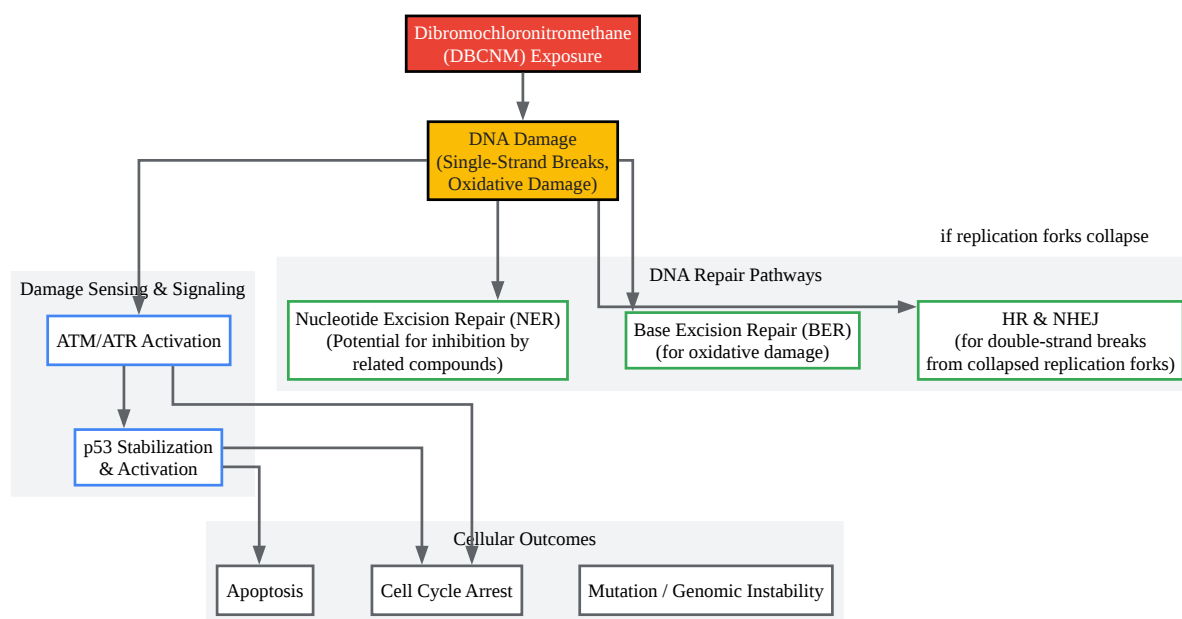 Dibromochloronitromethane
(DBCNM) Exposure
DNA Damage
(Single-Strand Breaks,
Oxidative Damage)
if replication forks collapse
DNA Repair Pathways
Damage Sensing & Signaling
Nucleotide Excision Repair (NER)
(Potential for inhibition by
related compounds)
Base Excision Repair (BER)
(for oxidative damage)
HR & NHEJ
(for double-strand breaks
from collapsed replication forks)
ATM/ATR Activation
p53 Stabilization
& Activation
Cellular Outcomes
Apoptosis
Cell Cycle Arrest
Mutation / Genomic Instability